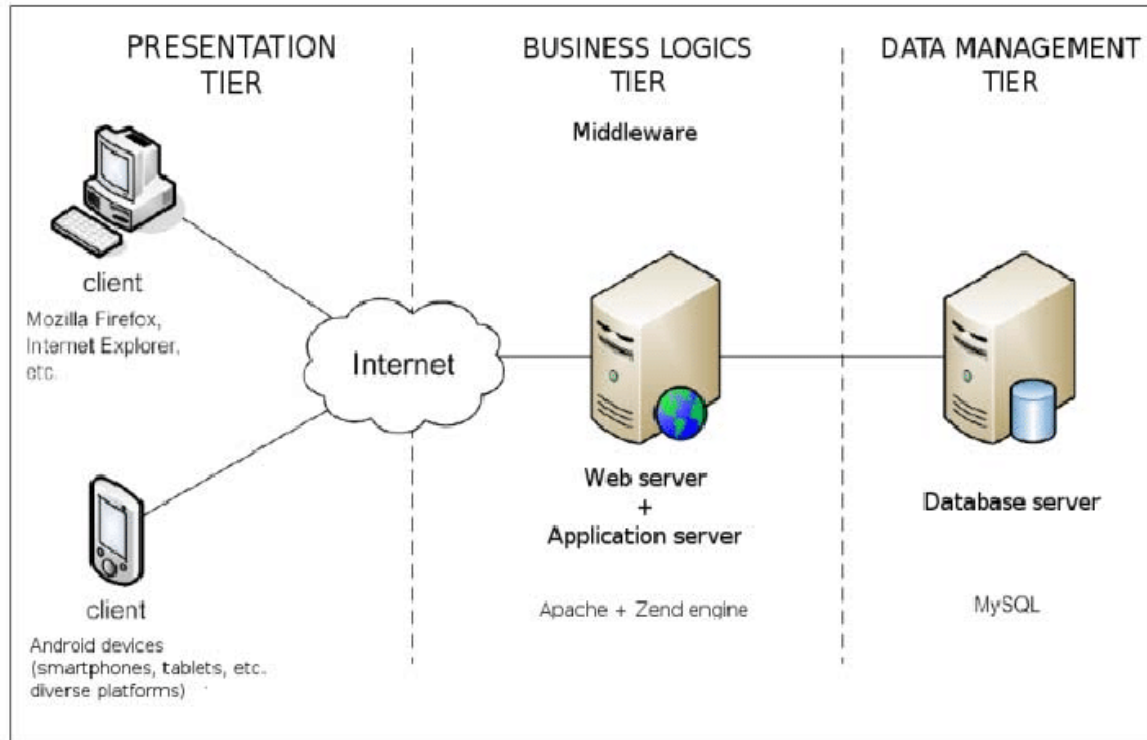 PRESENTATION
TIER
BUSINESS LOGICS
TIER
DATA MANAGEMENT
TIER
Middleware
client
Mozilla Firefox,
Internet Explorer,
etc.
Internet
Web server
+
Application server
Database server
Apache + Zend engine
MySQL
client
Android devices
(smartphones, tablets, etc.
diverse platforms)